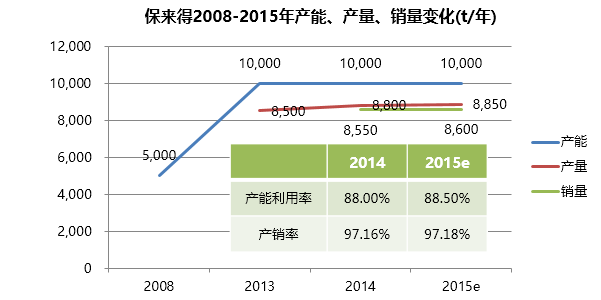 保来得2008-2015年产能、产量、销量变化(t/年)
12,000
10,000
8,000
6,000
4,000
2,000
0
10,000 10,000 10,000
8,500 8,800 8,850
8,550 8,600
5,000
2014 2015e
产能利用率 88.00% 88.50%
产销率 97.16% 97.18%
2008 2013 2014 2015e
产能
产量
销量